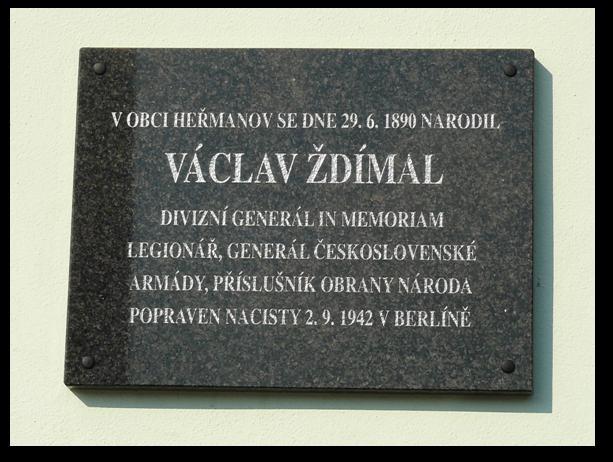 V OBCI HEŘMANOV SE DNE 29. 6. 1890 NARODIL
VÁCLAV ŽDÍMAL
DIVIZNÍ GENERÁL IN MEMORIAM
LEGIONÁŘ, GENERÁL ČESKOSLOVENSKÉ
ARMÁDY, PŘÍSLUŠNÍK OBRANY NÁRODA
POPRAVEN NACISTY 2. 9. 1942 V BERLÍNĚ